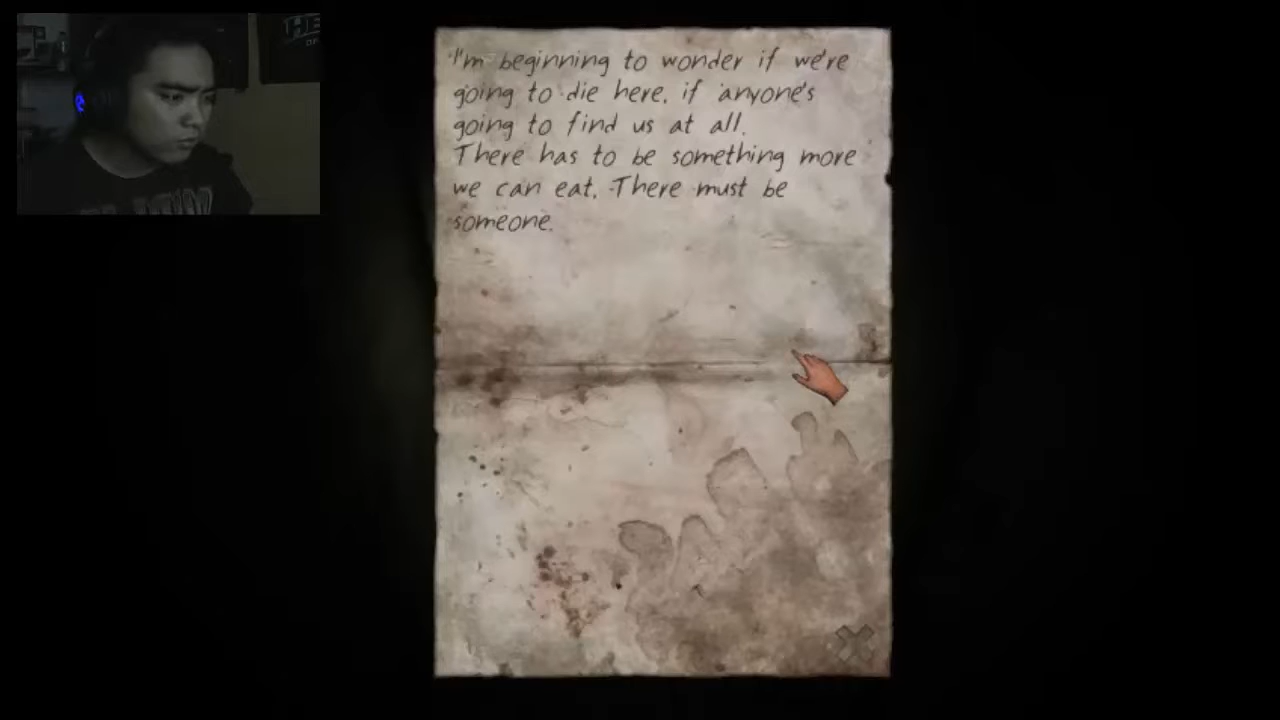 I'm beginning to wonder if we're
going to die here, if anyone's
going to find us at all.
There has to be something more
we can eat. There must be
someone.